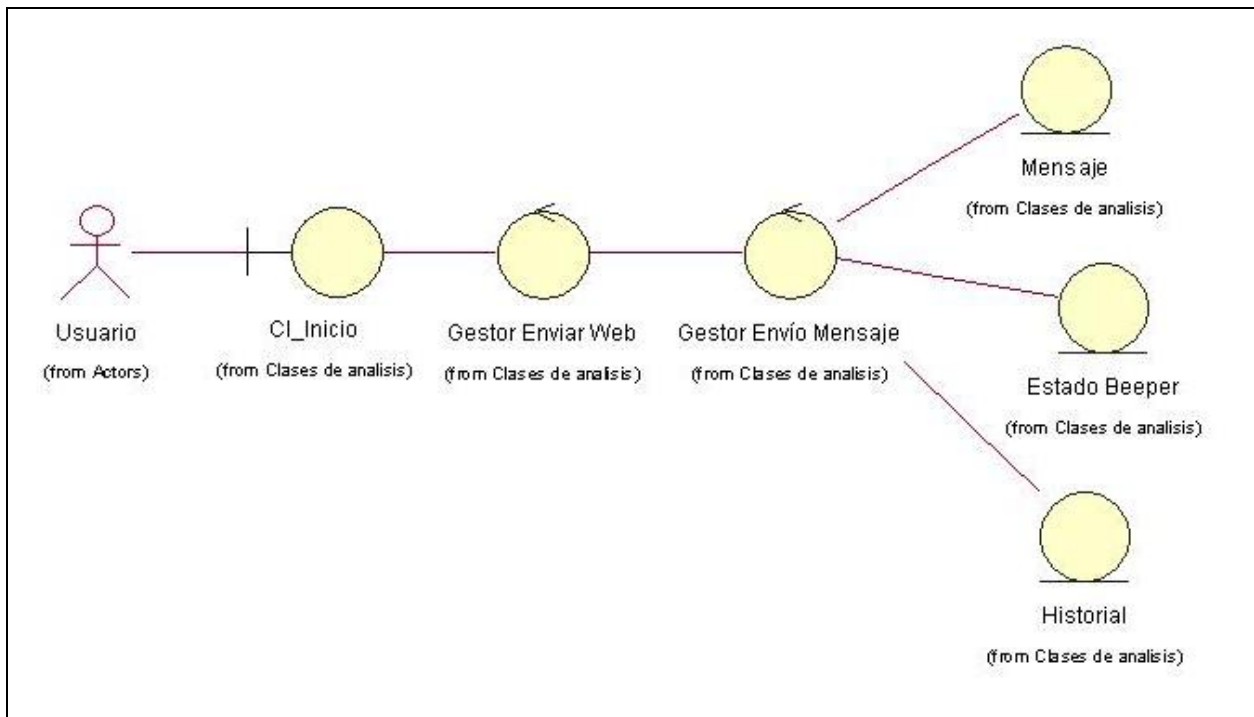 Mensaje
(from Clases de analisis)
Usuario
(from Actors)
CI_Inicio
(from Clases de analisis)
Gestor Enviar Web
(from Clases de analisis)
Gestor Envío Mensaje
(from Clases de analisis)
Estado Beeper
(from Clases de analisis)
Historial
(from Clases de analisis)